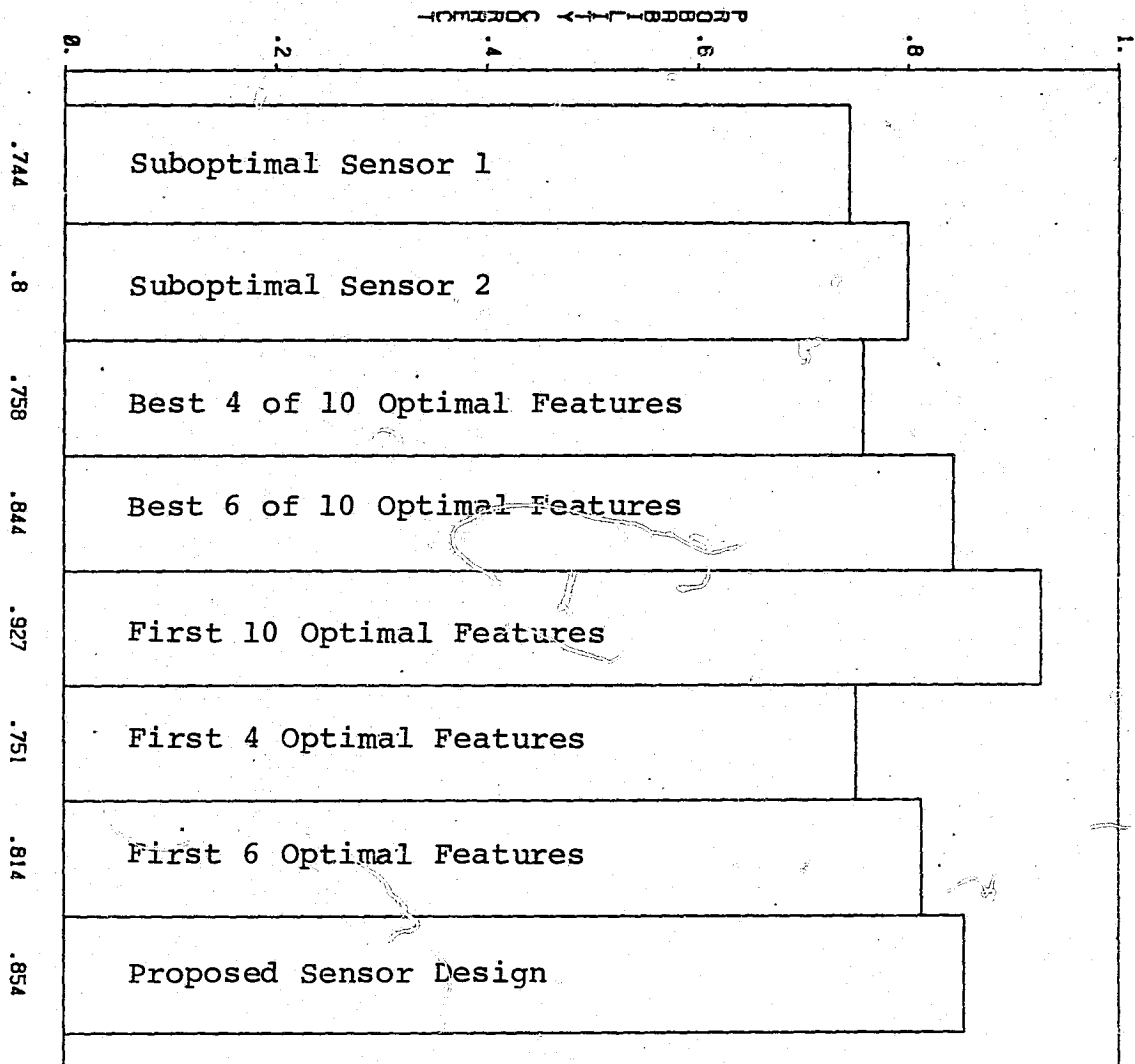 PROBABILITY CORRECT
0. .2 .4 .6 .8 1.
.744 Suboptimal Sensor 1
.8 Suboptimal Sensor 2
.758 Best 4 of 10 Optimal Features
.844 Best 6 of 10 Optimal Features
.927 First 10 Optimal Features
.751 First 4 Optimal Features
.814 First 6 Optimal Features
.854 Proposed Sensor Design